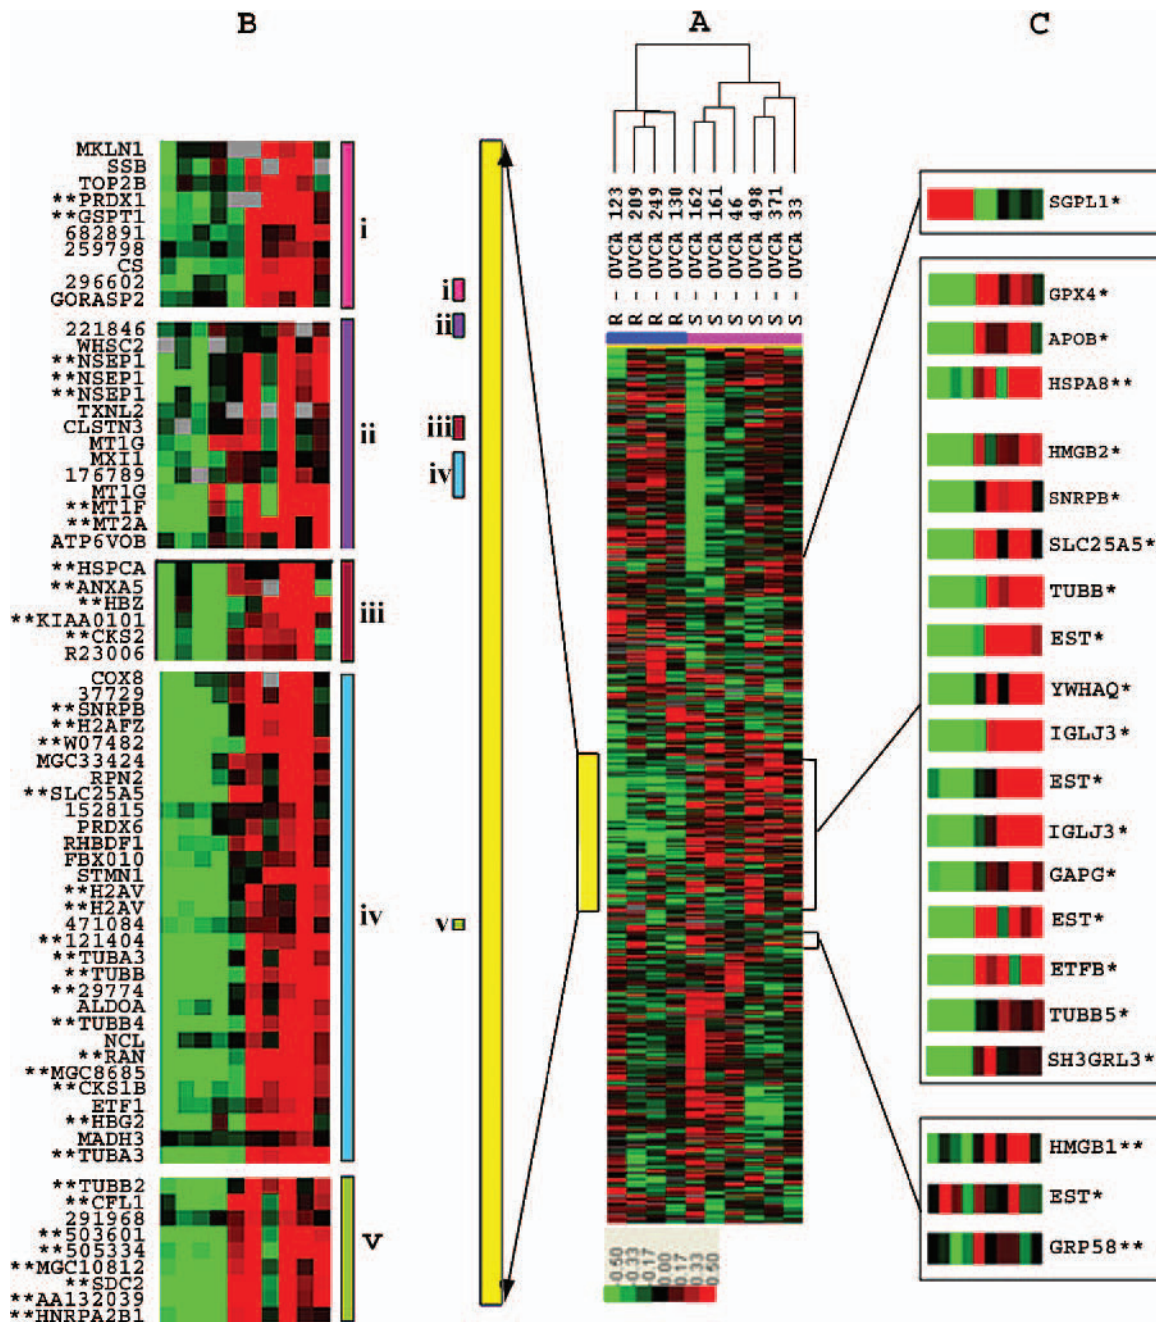 B
A
C
MKLN1
SSB
TOP2B
**PRDX1
**GSPT1
682891
259798
CS
296602
GORASP2
i
221846
WHSC2
**NSEP1
**NSEP1
**NSEP1
TXNL2
CLSTN3
MT1G
MXI1
176789
MT1G
**MT1F
**MT2A
ATP6VOB
ii
**HSPCA
**ANXA5
**HBZ
**KIAA0101
**CKS2
R23006
iii
COX8
37729
**SNRPB
**H2AFZ
**W07482
MGC33424
RPN2
**SLC25A5
152815
PRDX6
RHBDF1
FBX010
STMN1
**H2AV
**H2AV
471084
**121404
**TUBA3
**TUBB
**29774
ALDOA
**TUBB4
NCL
**RAN
**MGC8685
**CKS1B
ETF1
**HBG2
MADH3
**TUBA3
iv
**TUBB2
**CFL1
291968
**503601
**505334
**MGC10812
**SDC2
**AA132039
**HNRPA2B1
v
i
ii
iii
iv
v
R - OVCA 123
R - OVCA 209
R - OVCA 249
R - OVCA 130
S - OVCA 162
S - OVCA 161
S - OVCA 46
S - OVCA 498
S - OVCA 371
S - OVCA 33
-0.50
-0.33
-0.17
0.00
0.17
0.33
0.50
SGPL1*
GPX4*
APOB*
HSPA8**
HMGB2*
SNRPB*
SLC25A5*
TUBB*
EST*
YWHAQ*
IGLJ3*
EST*
IGLJ3*
GAPG*
EST*
ETFB*
TUBB5*
SH3GRL3*
HMGB1**
EST*
GRP58**